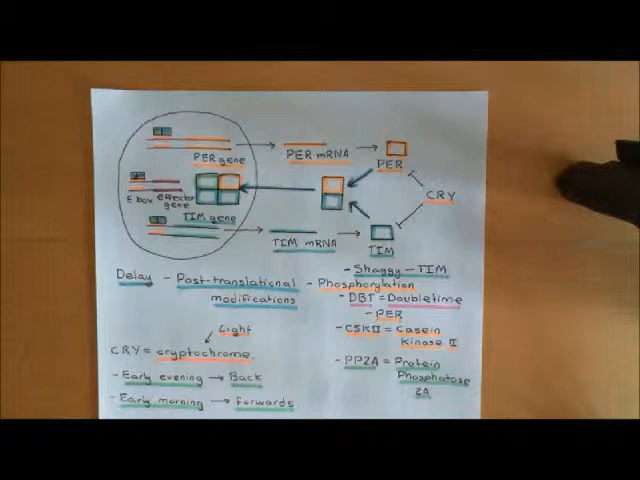 PER gene
PER mRNA
PER
E box
effector gene
CRY
TIM gene
TIM mRNA
TIM
Delay - Post-translational
modifications
- Shaggy - TIM
- Phosphorylation
- DBT = Doubletime
- PER
- CSKII = Casein
kinase II
- PP2A = Protein
Phosphatase
2A
Light
CRY = cryptochrome.
- Early evening → Back
- Early morning → Forwards